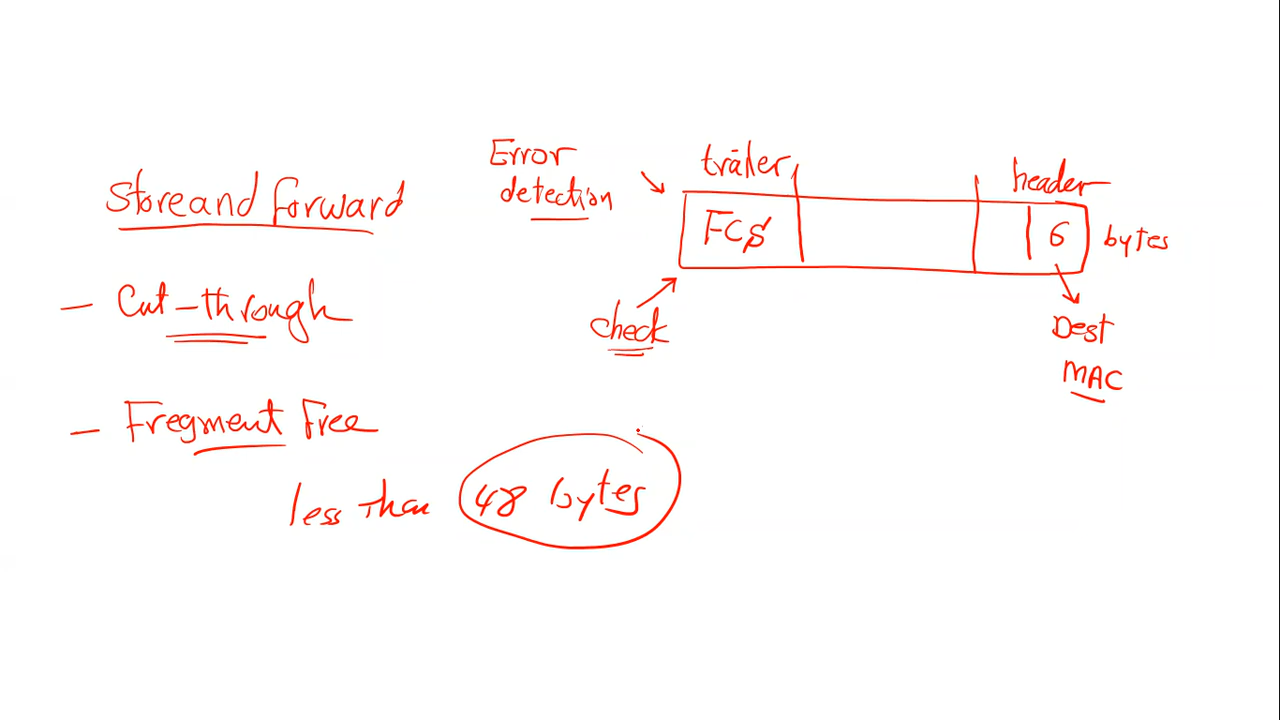 Store and forward
- Cut-through
- Fregment Free
less than 48 bytes
Error
detection
trailer
header
FCS
6
bytes
check
Dest
MAC